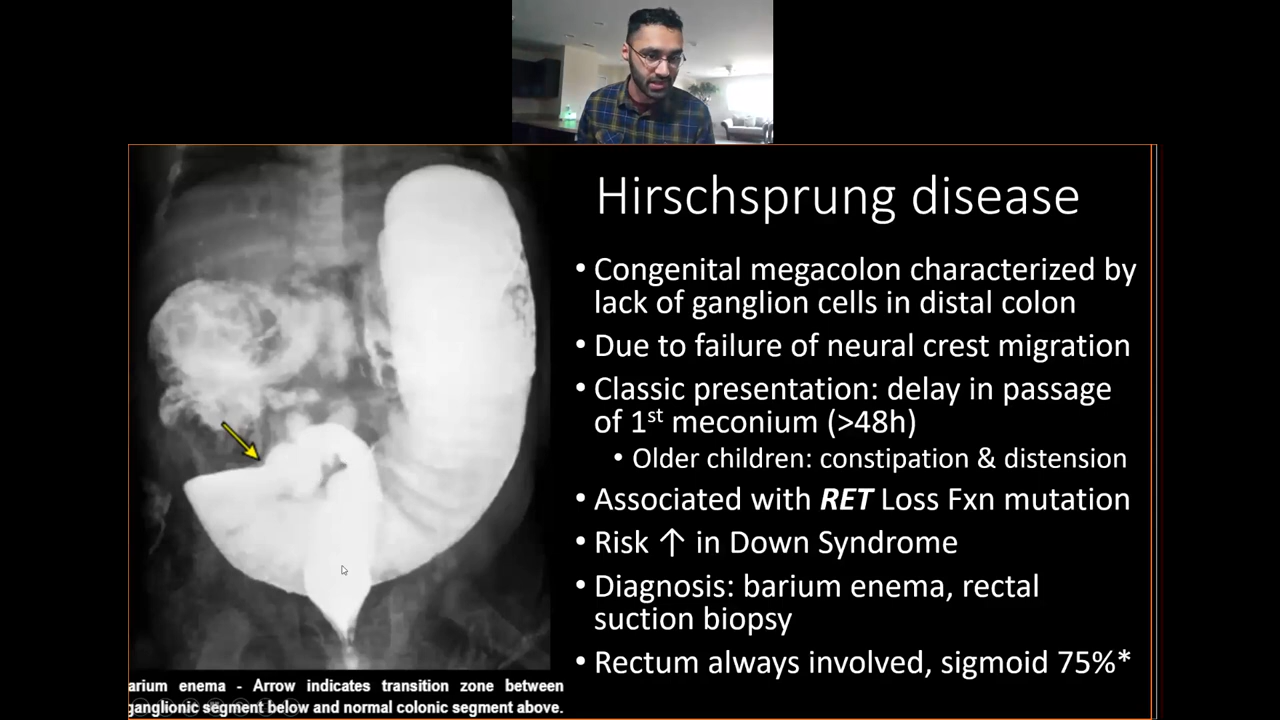 Hirschsprung disease
• Congenital megacolon characterized by
lack of ganglion cells in distal colon
• Due to failure of neural crest migration
• Classic presentation: delay in passage
of 1st meconium (>48h)
• Older children: constipation & distension
• Associated with RET Loss Fxn mutation
• Risk ↑ in Down Syndrome
• Diagnosis: barium enema, rectal
suction biopsy
• Rectum always involved, sigmoid 75%*
arium enema - Arrow indicates transition zone between
ganglionic segment below and normal colonic segment above.